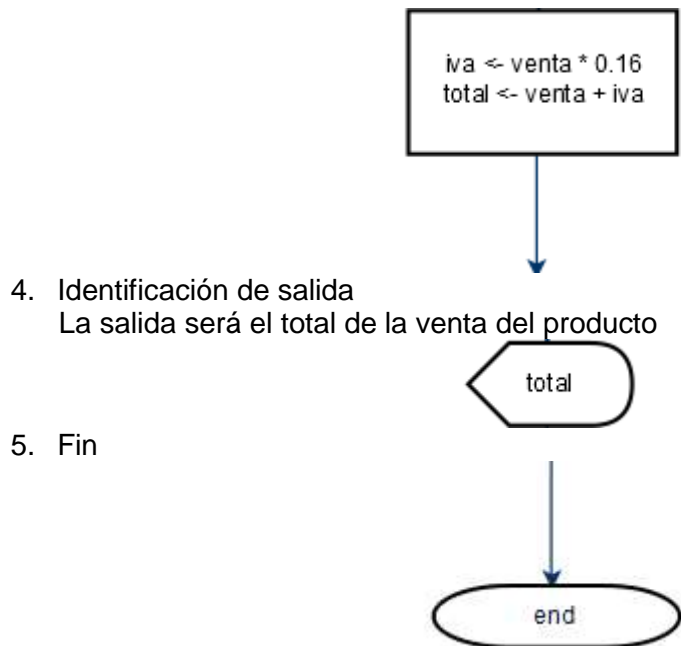 iva <- venta * 0.16
total <- venta + iva
4. Identificación de salida
La salida será el total de la venta del producto
total
5. Fin
end